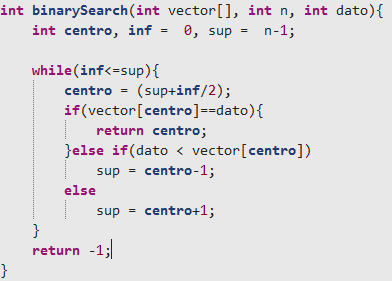 int binarySearch(int vector[], int n, int dato){
    int centro, inf =  0, sup =  n-1;

    while(inf<=sup){
        centro = (sup+inf/2);
        if(vector[centro]==dato){
            return centro;
        }else if(dato < vector[centro])
            sup = centro-1;
        else
            sup = centro+1;
    }
    return -1;
}